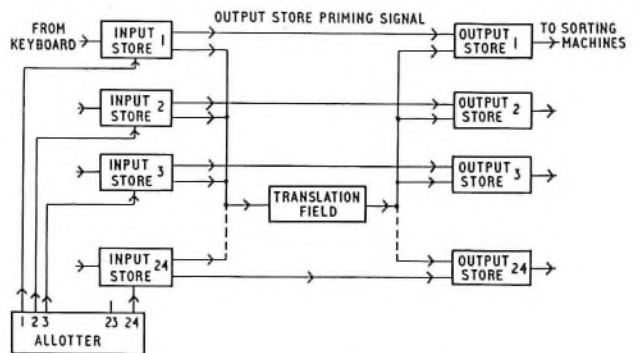 FROM
KEYBOARD
INPUT
STORE 1
OUTPUT STORE PRIMING SIGNAL
OUTPUT
STORE 1
TO SORTING
MACHINES
INPUT 2
STORE
OUTPUT 2
STORE
INPUT
STORE 3
OUTPUT
STORE 3
TRANSLATION
FIELD
INPUT 24
STORE
OUTPUT
STORE 24
1 2 3 23 24
ALLOTTER